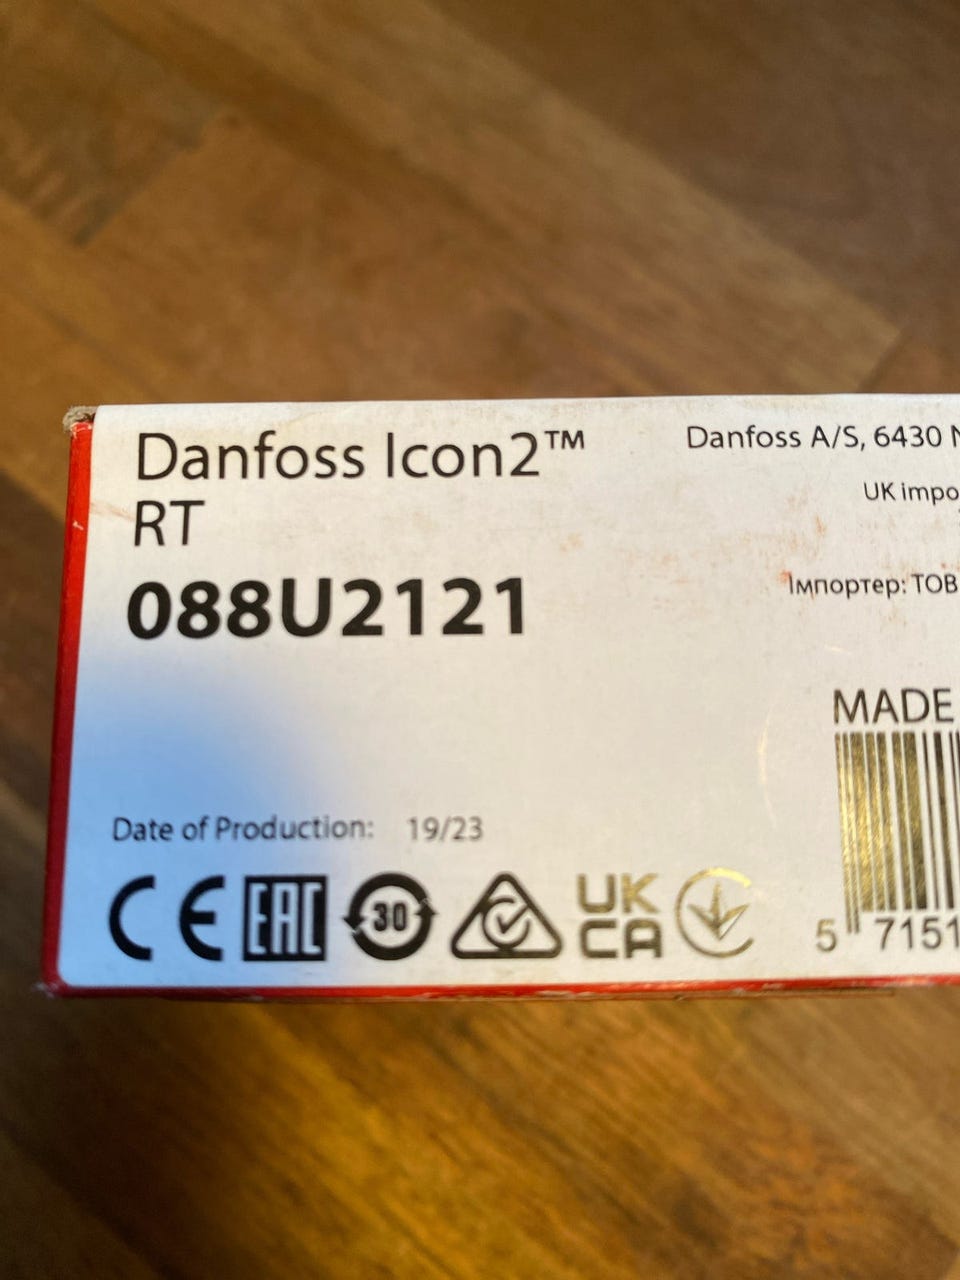 Danfoss Icon2™
RT
088U2121
Date of Production: 19/23
CE EAC 30 UK
CA
Danfoss A/S, 6430 N
UK impo
Імпортер: ТОВ
MADE
5 7151